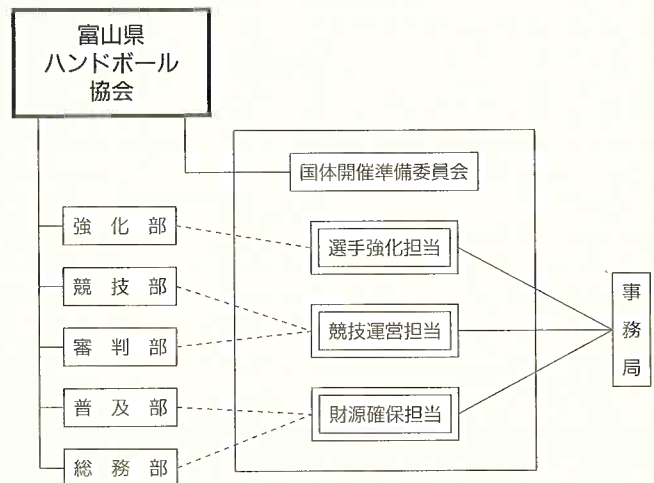 富山県
ハンドボール
協会
国体開催準備委員会
強化部
選手強化担当
競技部
競技運営担当
審判部
普及部
財源確保担当
総務部
事務局